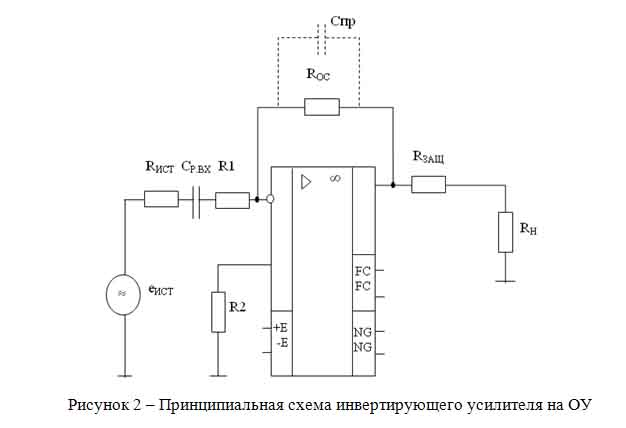 Спр
RОС
RЗАЩ
RИСТ CР.ВХ R1
∞
RН
FC
FC
eИСТ
≈
R2
+E
-E
NG
NG
Рисунок 2 – Принципиальная схема инвертирующего усилителя на ОУ